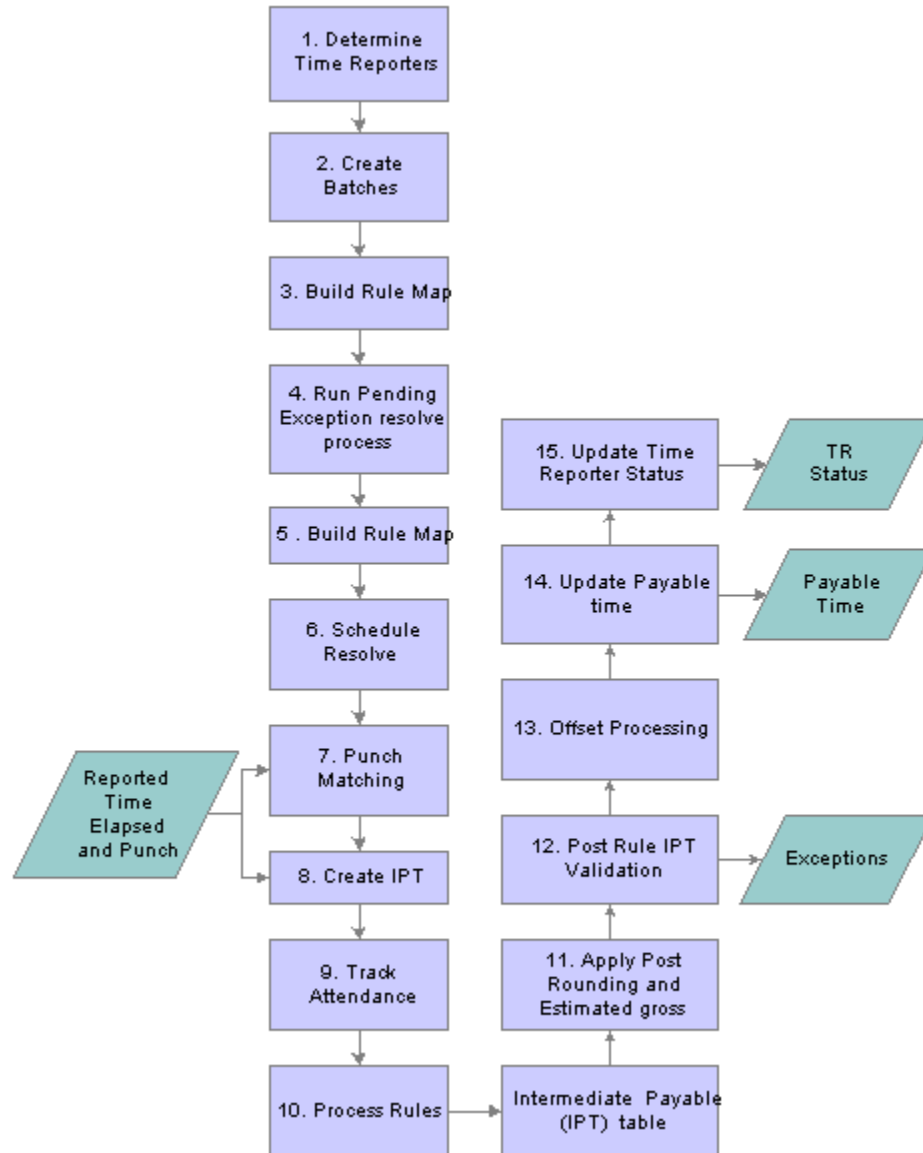 1. Determine
Time Reporters
2. Create
Batches
3. Build Rule Map
4. Run Pending
Exception resolve
process
5 . Build Rule Map
6. Schedule
Resolve
7. Punch
Matching
Reported
Time
Elapsed
and Punch
8. Create IPT
9. Track
Attendance
10. Process Rules
Intermediate Payable
(IPT) table
11. Apply Post
Rounding and
Estimated gross
12. Post Rule IPT
Validation
Exceptions
13. Offset Processing
14. Update Payable
time
Payable
Time
15. Update Time
Reporter Status
TR
Status